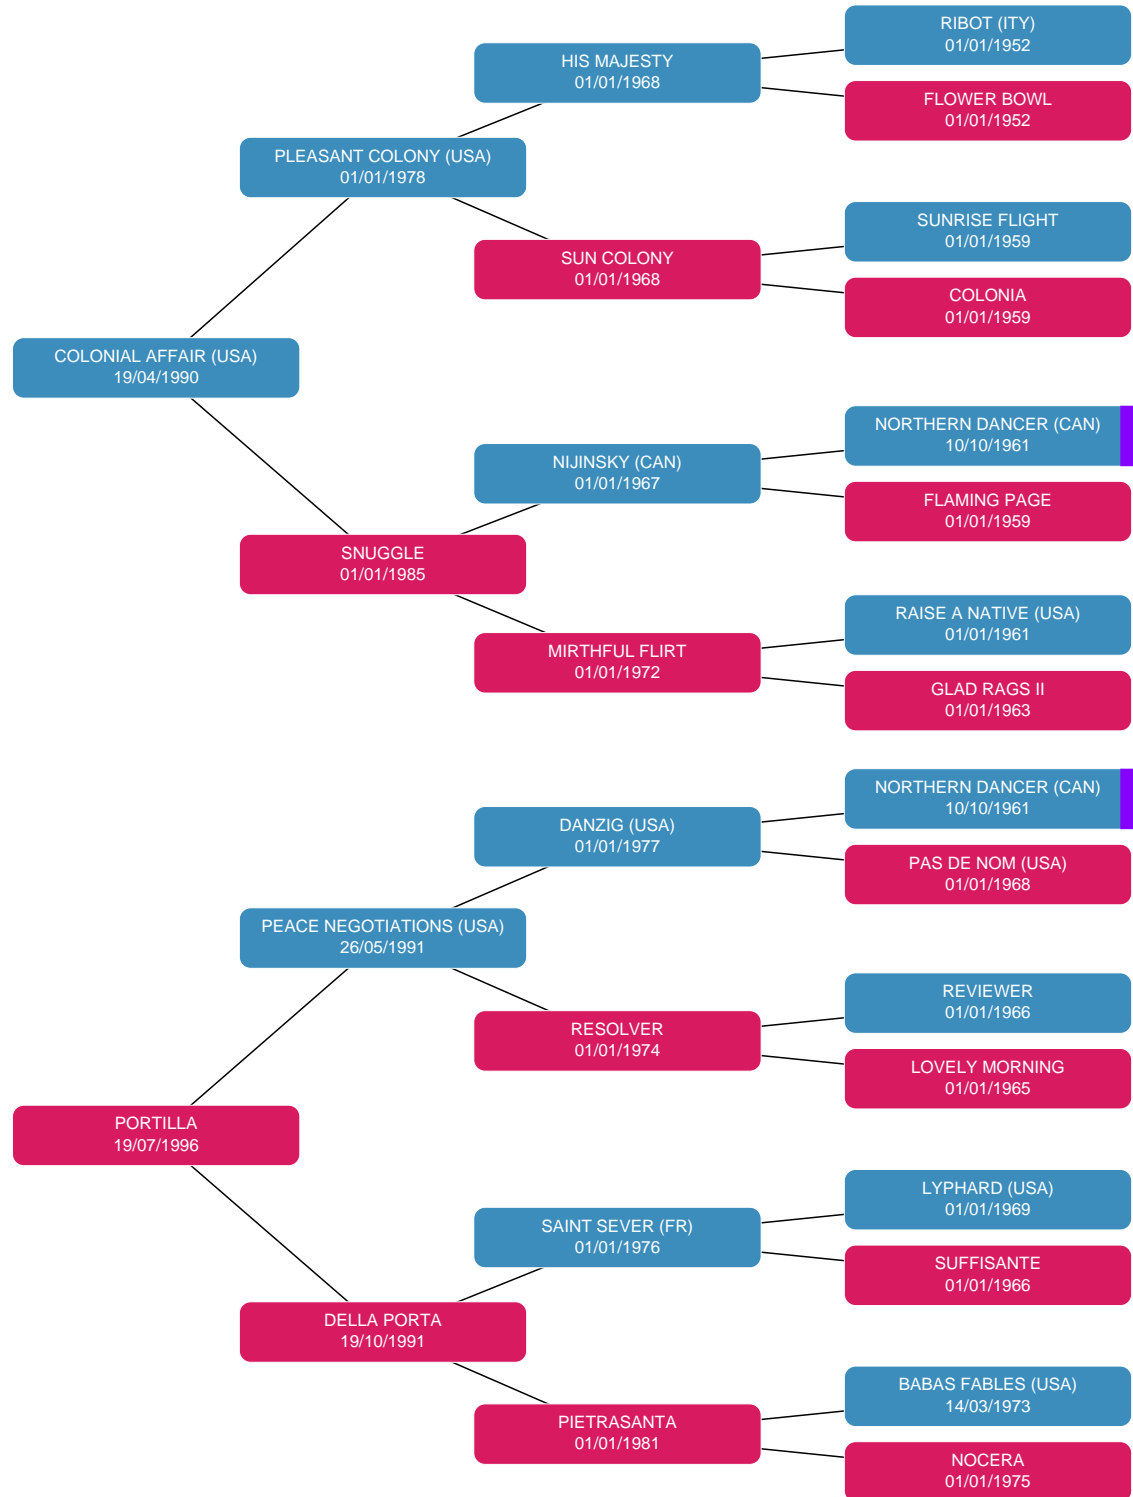 RIBOT (ITY)
01/01/1952
HIS MAJESTY
01/01/1968
FLOWER BOWL
01/01/1952
PLEASANT COLONY (USA)
01/01/1978
SUNRISE FLIGHT
01/01/1959
SUN COLONY
01/01/1968
COLONIA
01/01/1959
COLONIAL AFFAIR (USA)
19/04/1990
NORTHERN DANCER (CAN)
10/10/1961
NIJINSKY (CAN)
01/01/1967
FLAMING PAGE
01/01/1959
SNUGGLE
01/01/1985
RAISE A NATIVE (USA)
01/01/1961
MIRTHFUL FLIRT
01/01/1972
GLAD RAGS II
01/01/1963
NORTHERN DANCER (CAN)
10/10/1961
DANZIG (USA)
01/01/1977
PAS DE NOM (USA)
01/01/1968
PEACE NEGOTIATIONS (USA)
26/05/1991
REVIEWER
01/01/1966
RESOLVER
01/01/1974
LOVELY MORNING
01/01/1965
PORTILLA
19/07/1996
LYPHARD (USA)
01/01/1969
SAINT SEVER (FR)
01/01/1976
SUFFISANTE
01/01/1966
DELLA PORTA
19/10/1991
BABAS FABLES (USA)
14/03/1973
PIETRASANTA
01/01/1981
NOCERA
01/01/1975